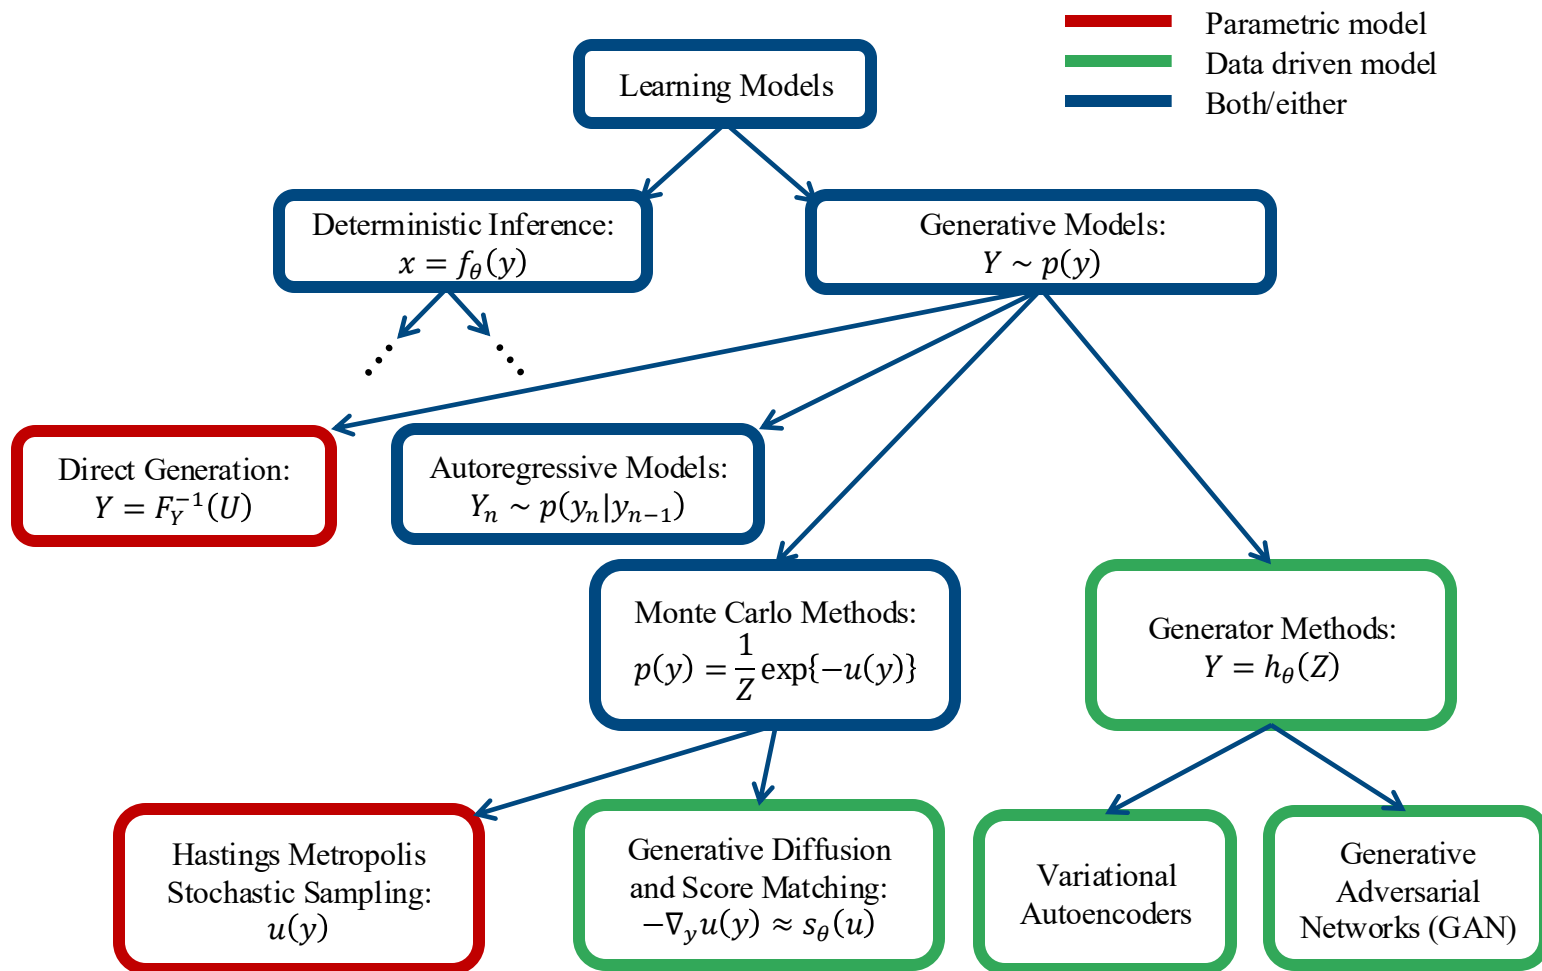 Parametric model
Data driven model
Both/either
Learning Models
Deterministic Inference:
x = f_θ(y)
Generative Models:
Y ~ p(y)
Direct Generation:
Y = F_Y^{-1}(U)
Autoregressive Models:
Y_n ~ p(y_n|y_{n-1})
Monte Carlo Methods:
p(y) = \frac{1}{Z} exp{−u(y)}
Generator Methods:
Y = h_θ(Z)
Hastings Metropolis
Stochastic Sampling:
u(y)
Generative Diffusion
and Score Matching:
−∇_y u(y) ≈ s_θ(u)
Variational
Autoencoders
Generative
Adversarial
Networks (GAN)